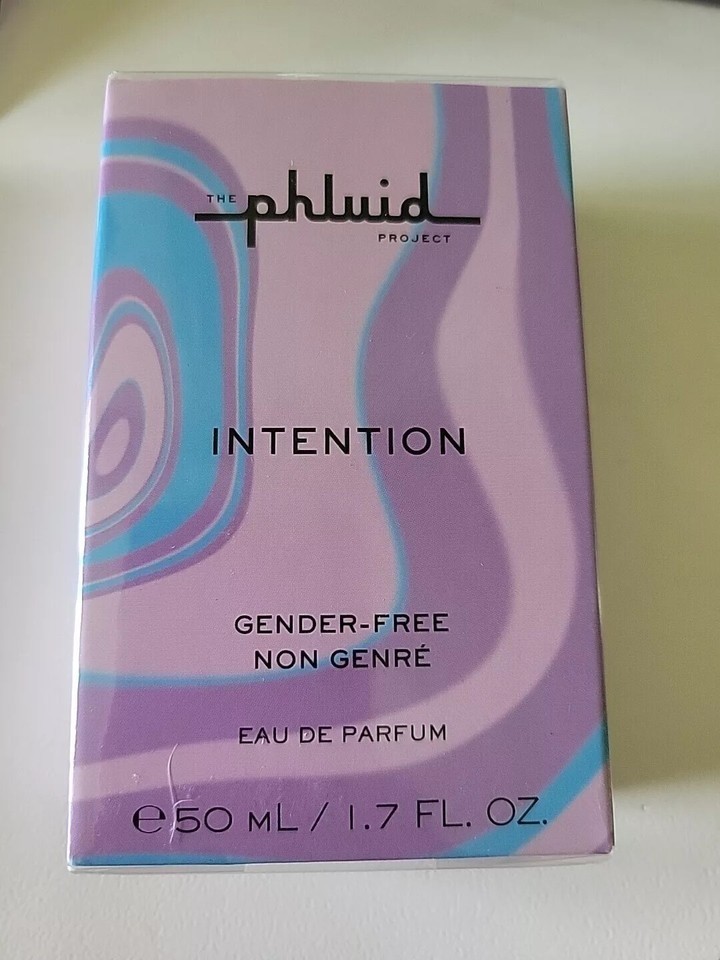 THE phluid
PROJECT
INTENTION
GENDER-FREE
NON GENRÉ
EAU DE PARFUM
℮50 mL / 1.7 FL. OZ.